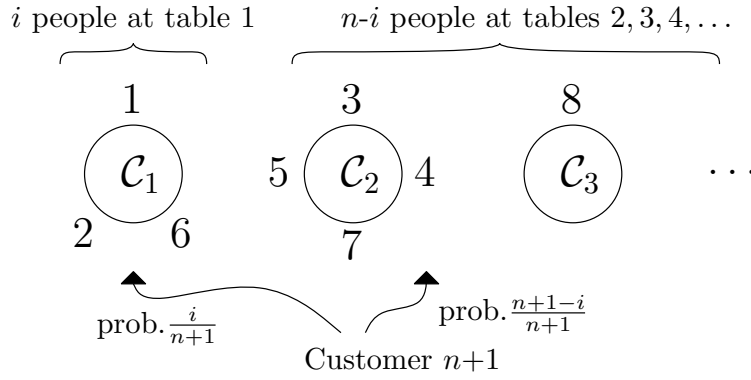 i people at table 1
n-i people at tables 2, 3, 4, …
1 3 8
C₁ 5 C₂ 4 C₃ …
2 6 7
prob. i/(n+1)
prob. (n+1−i)/(n+1)
Customer n+1